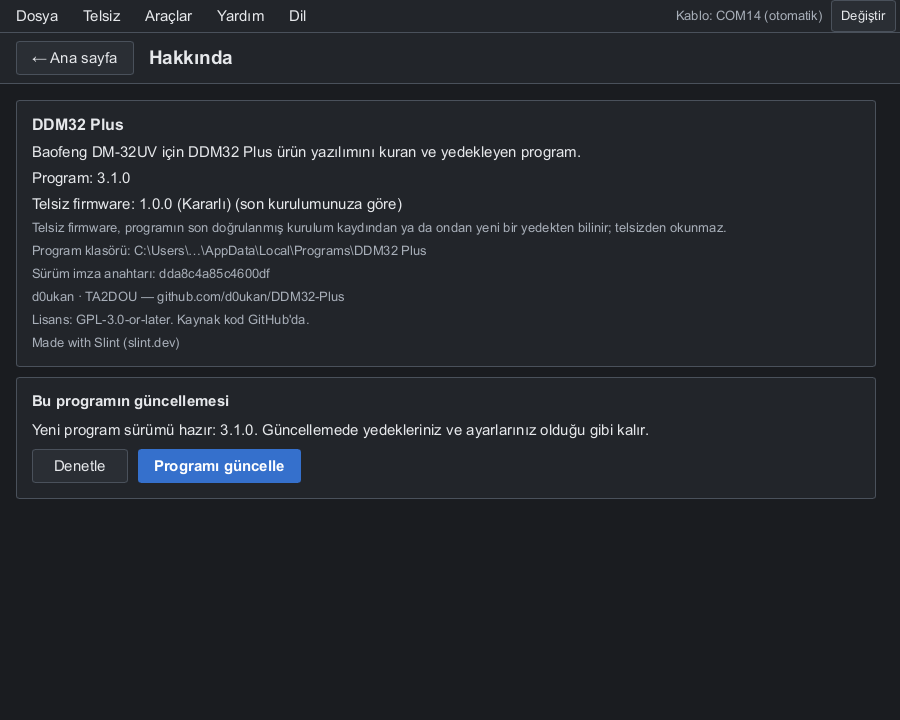 Dosya Telsiz Araçlar Yardım Dil Kablo: COM14 (otomatik) Değiştir
← Ana sayfa Hakkında
DDM32 Plus
Baofeng DM-32UV için DDM32 Plus ürün yazılımını kuran ve yedekleyen program.
Program: 3.1.0
Telsiz firmware: 1.0.0 (Kararlı) (son kurulumunuza göre)
Telsiz firmware, programın son doğrulanmış kurulum kaydından ya da ondan yeni bir yedekten bilinir; telsizden okunmaz.
Program klasörü: C:\Users\...\AppData\Local\Programs\DDM32 Plus
Sürüm imza anahtarı: dda8c4a85c4600df
d0ukan · TA2DOU — github.com/d0ukan/DDM32-Plus
Lisans: GPL-3.0-or-later. Kaynak kod GitHub'da.
Made with Slint (slint.dev)
Bu programın güncellemesi
Yeni program sürümü hazır: 3.1.0. Güncellemede yedekleriniz ve ayarlarınız olduğu gibi kalır.
Denetle Programı güncelle